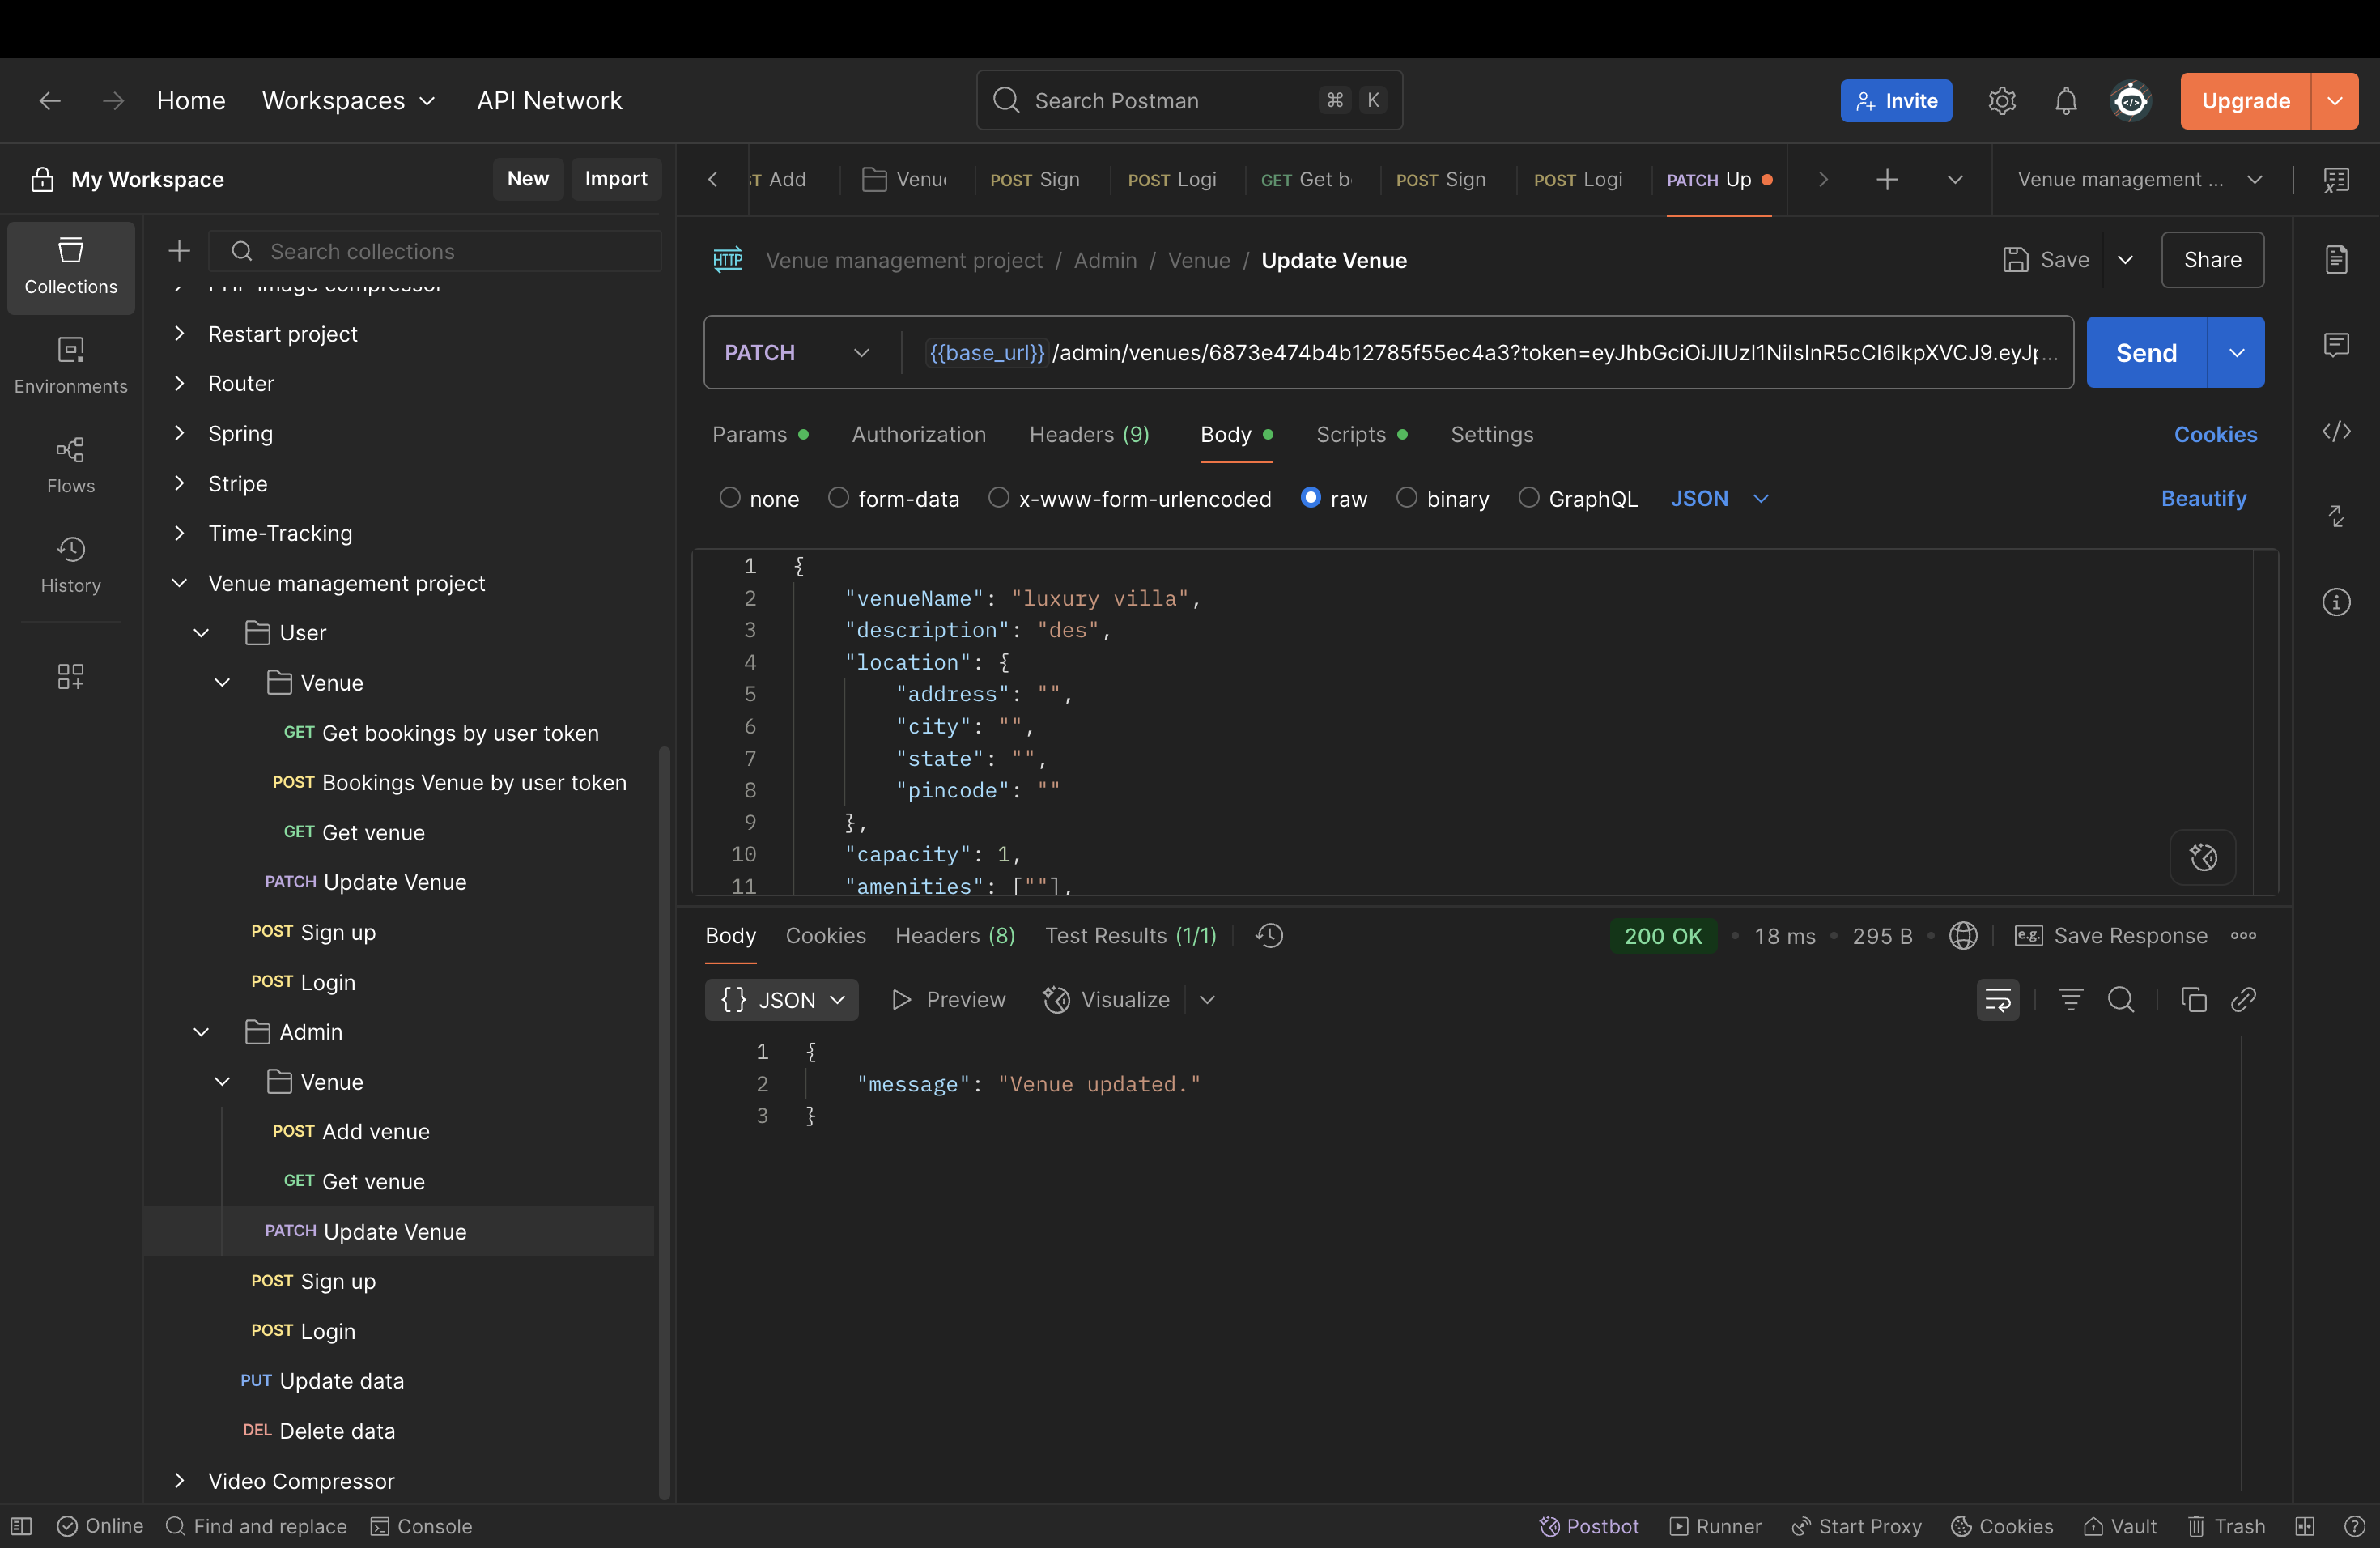 Home Workspaces API Network Search Postman ⌘ K Invite Upgrade
My Workspace New Import
ST Add Venue POST Sign POST Logi GET Get b POST Sign POST Logi PATCH Up Venue management ...
Collections
Environments
Flows
History
Search collections
PHP image compressor
Restart project
Router
Spring
Stripe
Time-Tracking
Venue management project
User
Venue
GET Get bookings by user token
POST Bookings Venue by user token
GET Get venue
PATCH Update Venue
POST Sign up
POST Login
Admin
Venue
POST Add venue
GET Get venue
PATCH Update Venue
POST Sign up
POST Login
PUT Update data
DEL Delete data
Video Compressor
HTTP Venue management project / Admin / Venue / Update Venue Save Share
PATCH {{base_url}}/admin/venues/6873e474b4b12785f55ec4a3?token=eyJhbGciOiJIUzI1NiIsInR5cCI6IkpXVCJ9.eyJp... Send
Params Authorization Headers (9) Body Scripts Settings Cookies
none form-data x-www-form-urlencoded raw binary GraphQL JSON Beautify
1 {
2 "venueName": "luxury villa",
3 "description": "des",
4 "location": {
5 "address": "",
6 "city": "",
7 "state": "",
8 "pincode": ""
9 },
10 "capacity": 1,
11 "amenities": [""],
Body Cookies Headers (8) Test Results (1/1) 200 OK 18 ms 295 B e.g. Save Response
{} JSON Preview Visualize
1 {
2 "message": "Venue updated."
3 }
Online Find and replace Console Postbot Runner Start Proxy Cookies Vault Trash